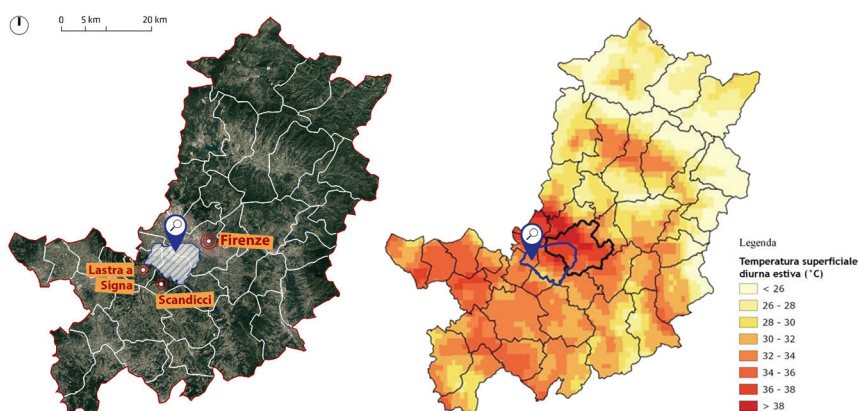 0 5 km 20 km
Firenze
Lastra a
Signa
Scandicci
Legenda
Temperatura superficiale
diurna estiva (°C)
< 26
26 - 28
28 - 30
30 - 32
32 - 34
34 - 36
36 - 38
> 38